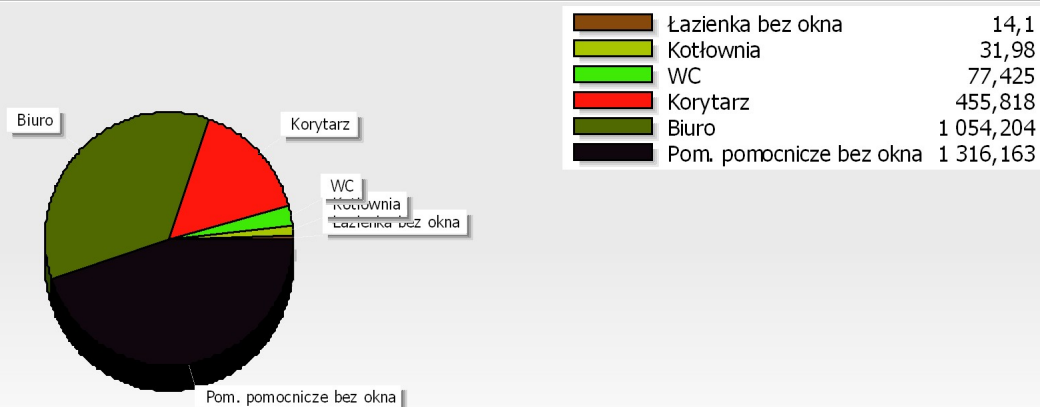 Łazienka bez okna 14,1
Kotłownia 31,98
WC 77,425
Korytarz 455,818
Biuro 1 054,204
Pom. pomocnicze bez okna 1 316,163
Biuro
Korytarz
WC
Kotłownia
Łazienka bez okna
Pom. pomocnicze bez okna